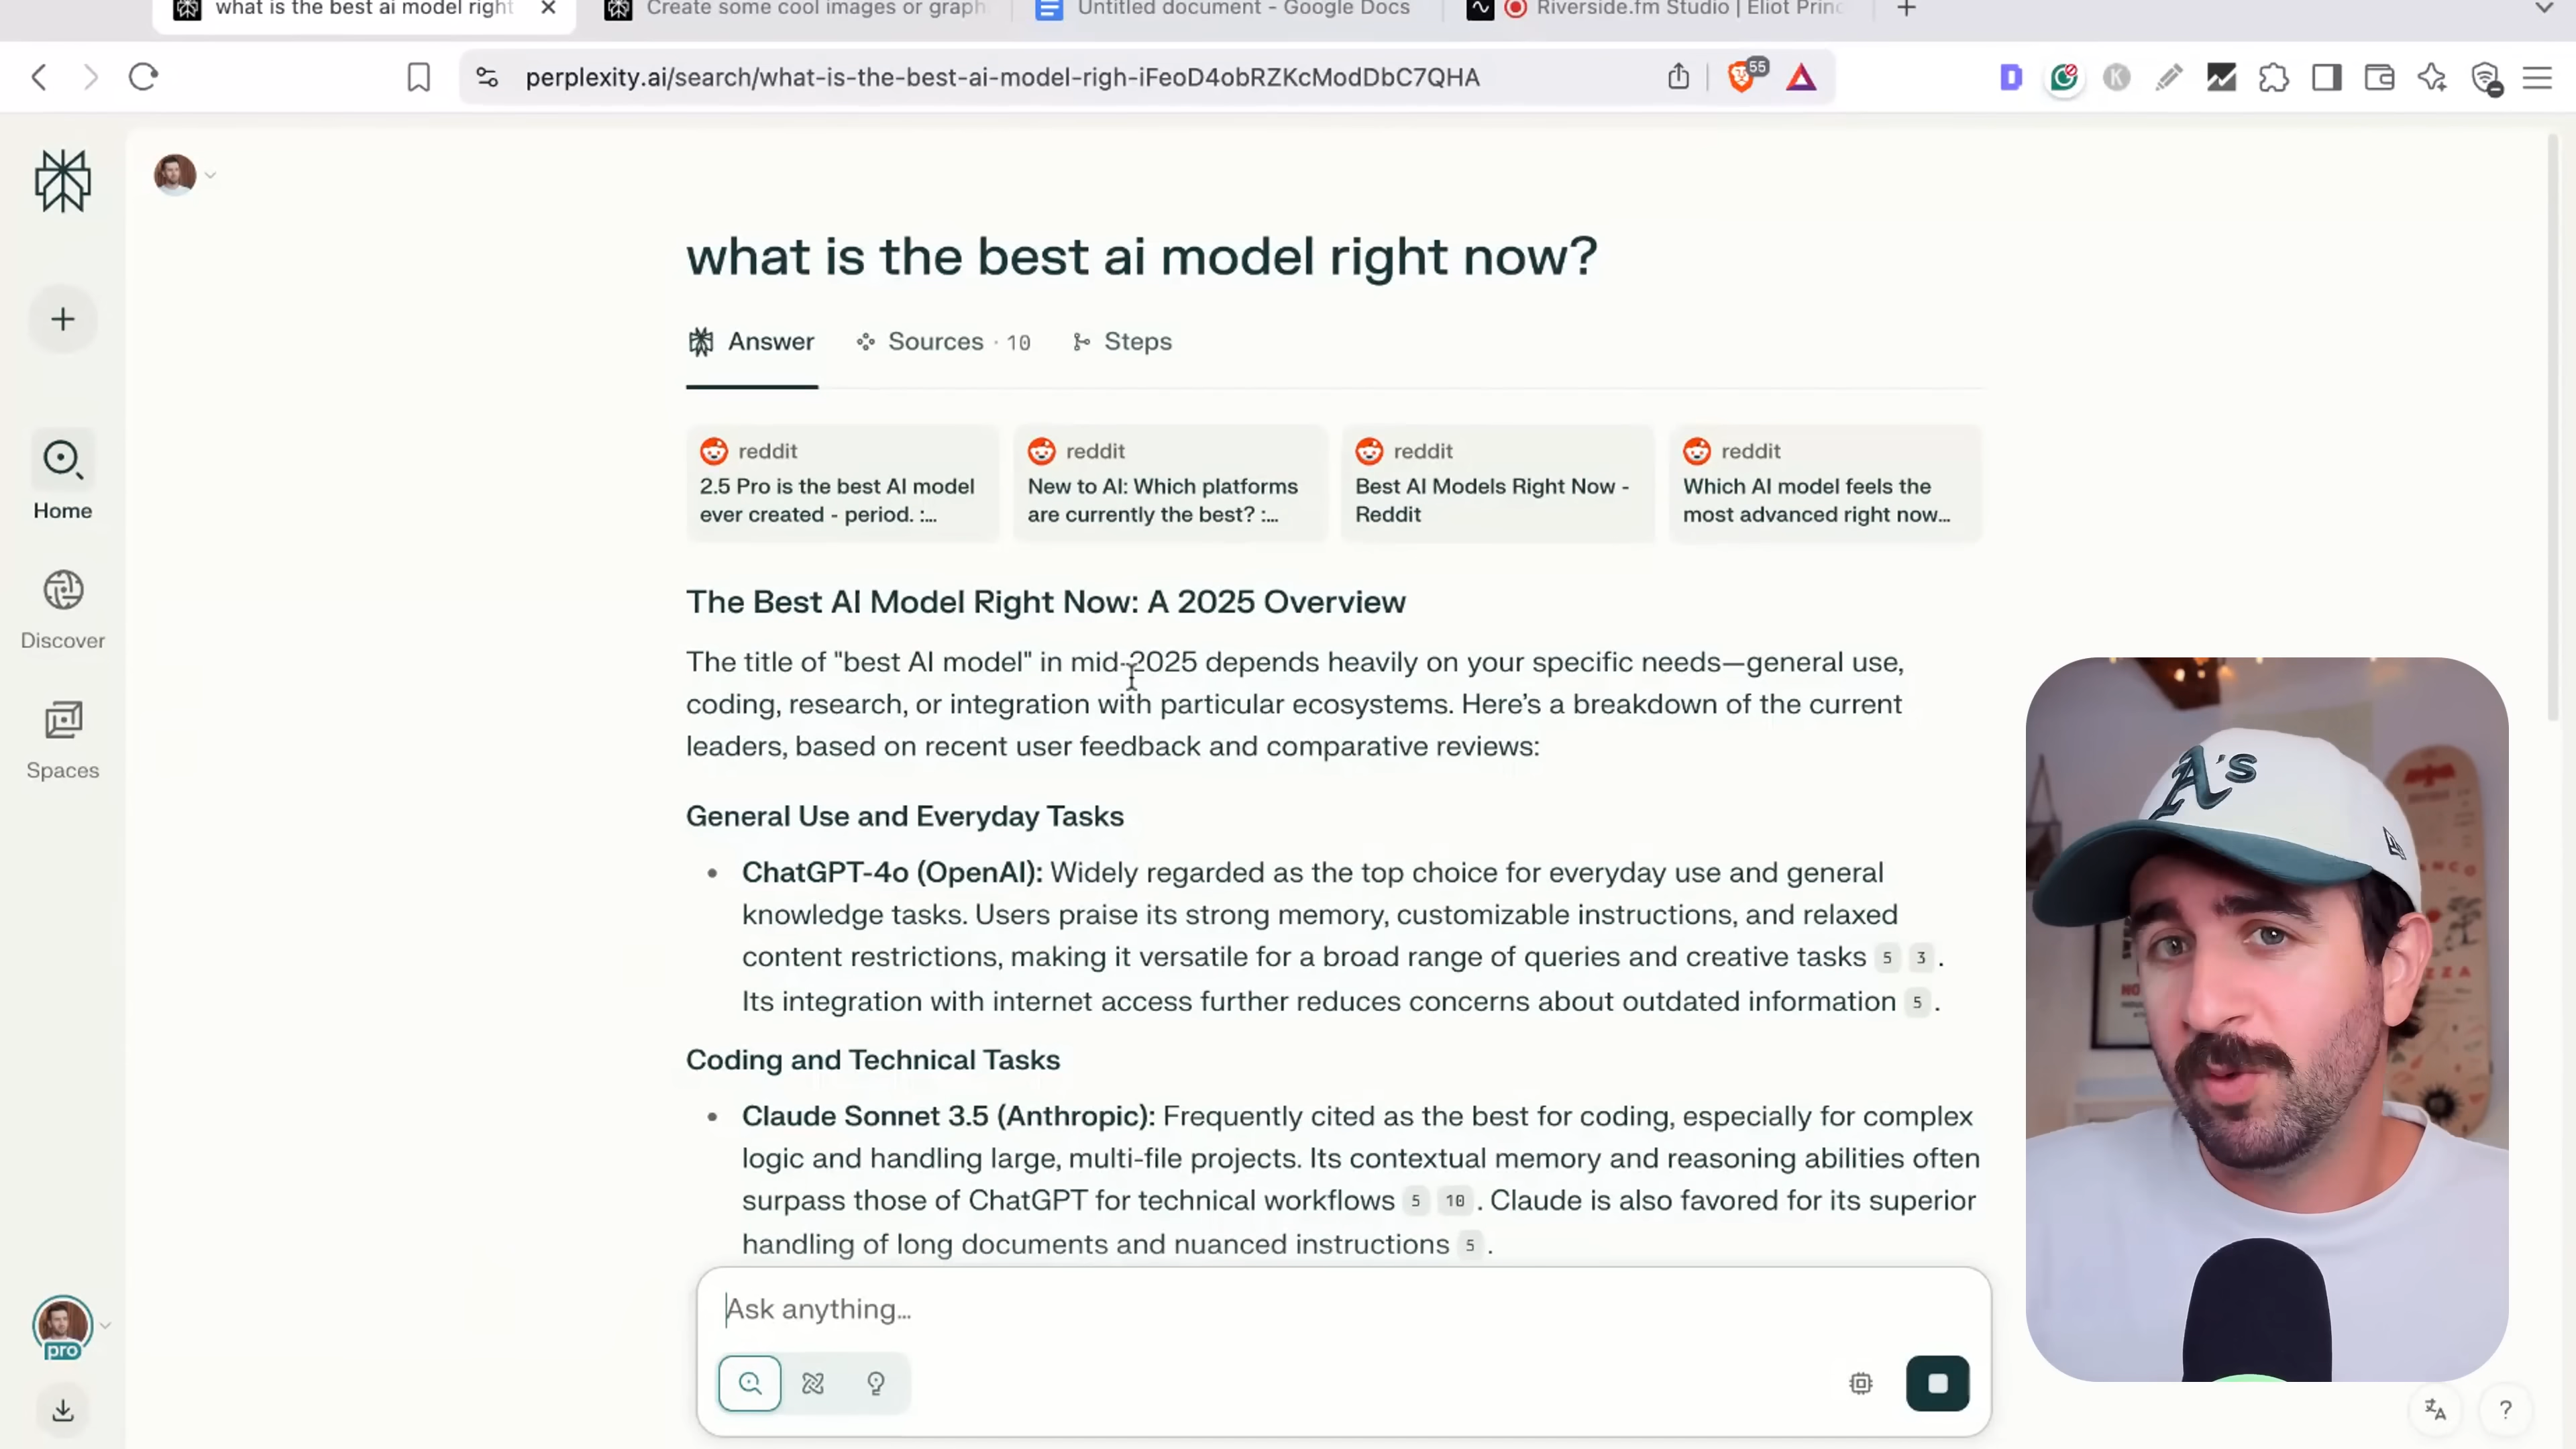 what is the best ai model right
Create some cool images or graph
Untitled document - Google Docs
Riverside.fm Studio | Eliot Princ
perplexity.ai/search/what-is-the-best-ai-model-righ-iFeoD4obRZKcModDbC7QHA
55
D
K
Home
Discover
Spaces
pro
what is the best ai model right now?
Answer
Sources · 10
Steps
reddit
2.5 Pro is the best AI model
ever created - period. :...
reddit
New to AI: Which platforms
are currently the best? :...
reddit
Best AI Models Right Now -
Reddit
reddit
Which AI model feels the
most advanced right now...
The Best AI Model Right Now: A 2025 Overview
The title of "best AI model" in mid-2025 depends heavily on your specific needs—general use,
coding, research, or integration with particular ecosystems. Here’s a breakdown of the current
leaders, based on recent user feedback and comparative reviews:
General Use and Everyday Tasks
• ChatGPT-4o (OpenAI): Widely regarded as the top choice for everyday use and general
knowledge tasks. Users praise its strong memory, customizable instructions, and relaxed
content restrictions, making it versatile for a broad range of queries and creative tasks 5 3 .
Its integration with internet access further reduces concerns about outdated information 5 .
Coding and Technical Tasks
• Claude Sonnet 3.5 (Anthropic): Frequently cited as the best for coding, especially for complex
logic and handling large, multi-file projects. Its contextual memory and reasoning abilities often
surpass those of ChatGPT for technical workflows 5 10 . Claude is also favored for its superior
handling of long documents and nuanced instructions 5 .
Ask anything...
A's
?